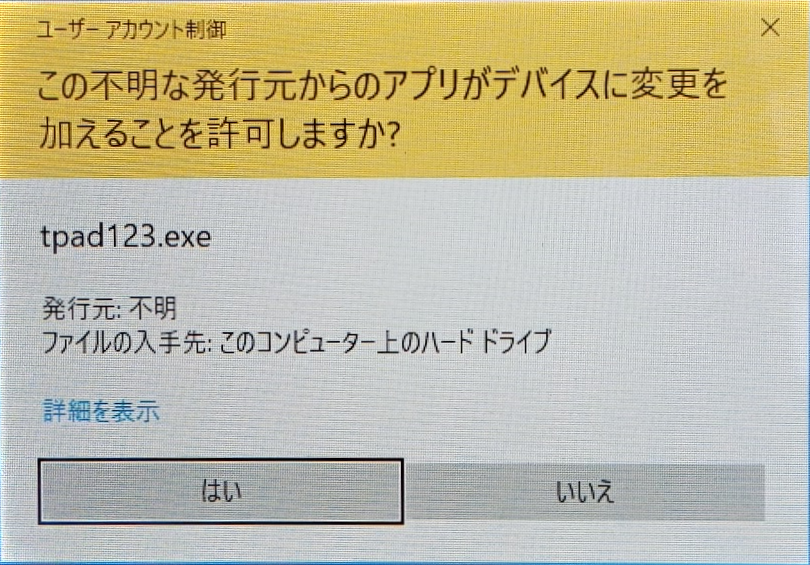 ユーザー アカウント制御
この不明な発行元からのアプリがデバイスに変更を
加えることを許可しますか?
tpad123.exe
発行元: 不明
ファイルの入手先: このコンピューター上のハード ドライブ
詳細を表示
はい
いいえ